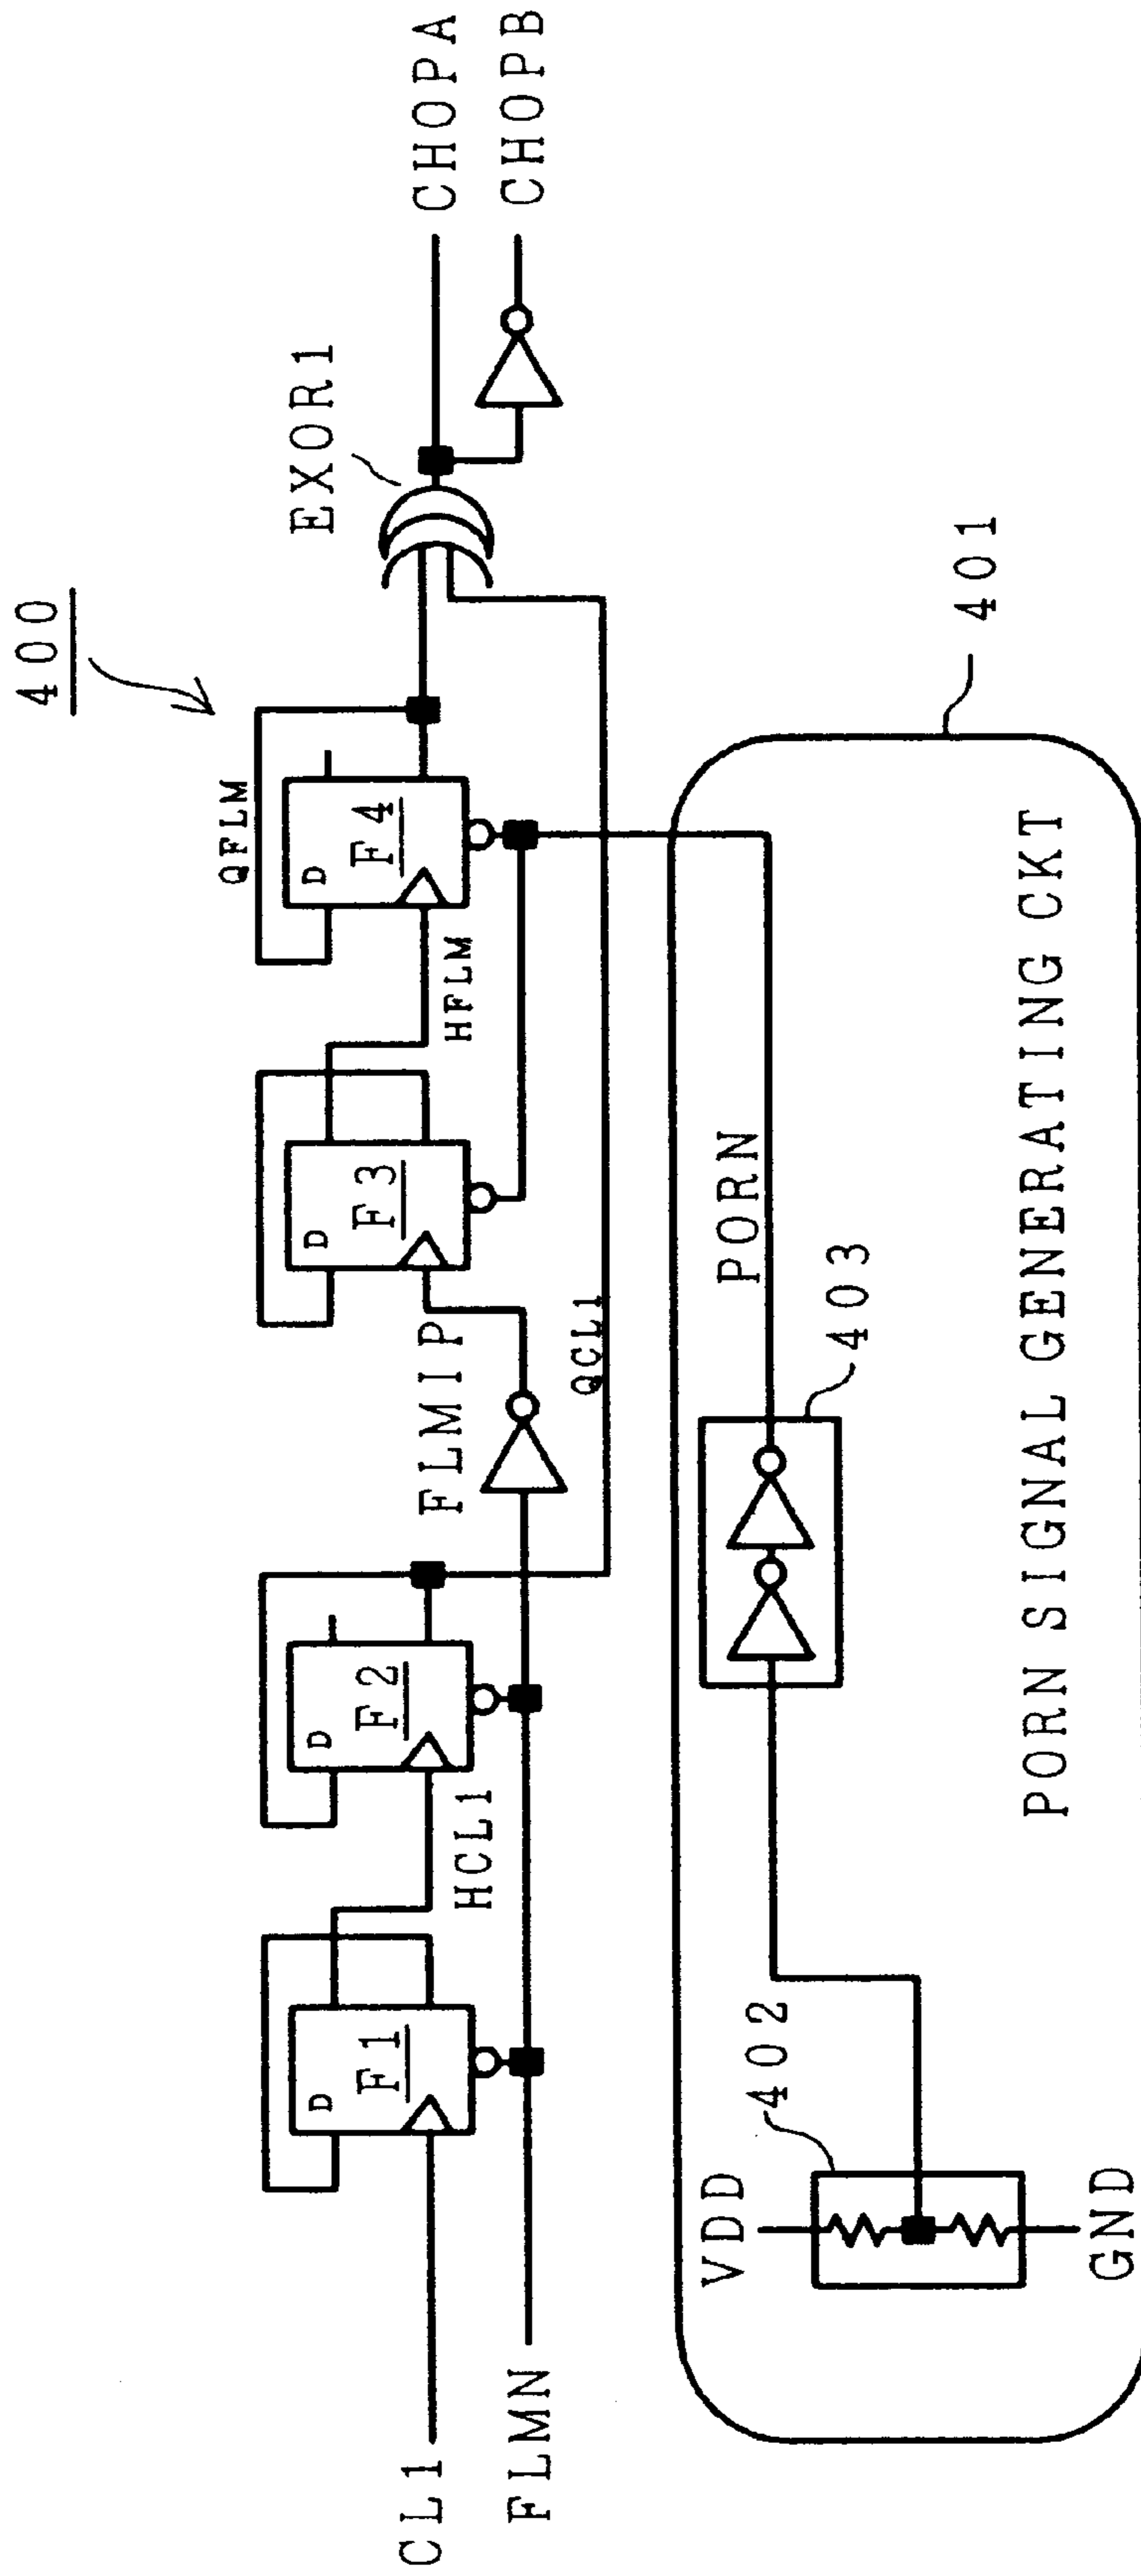 400
EXOR1
CHOPA
CHOPB
QFLM
D
F1
D
F2
D
F3
D
F4
HCL1
FLMIP
HFLM
QCL1
CL1
FLMN
PORN
401
402
403
VDD
GND
PORN SIGNAL GENERATING CKT